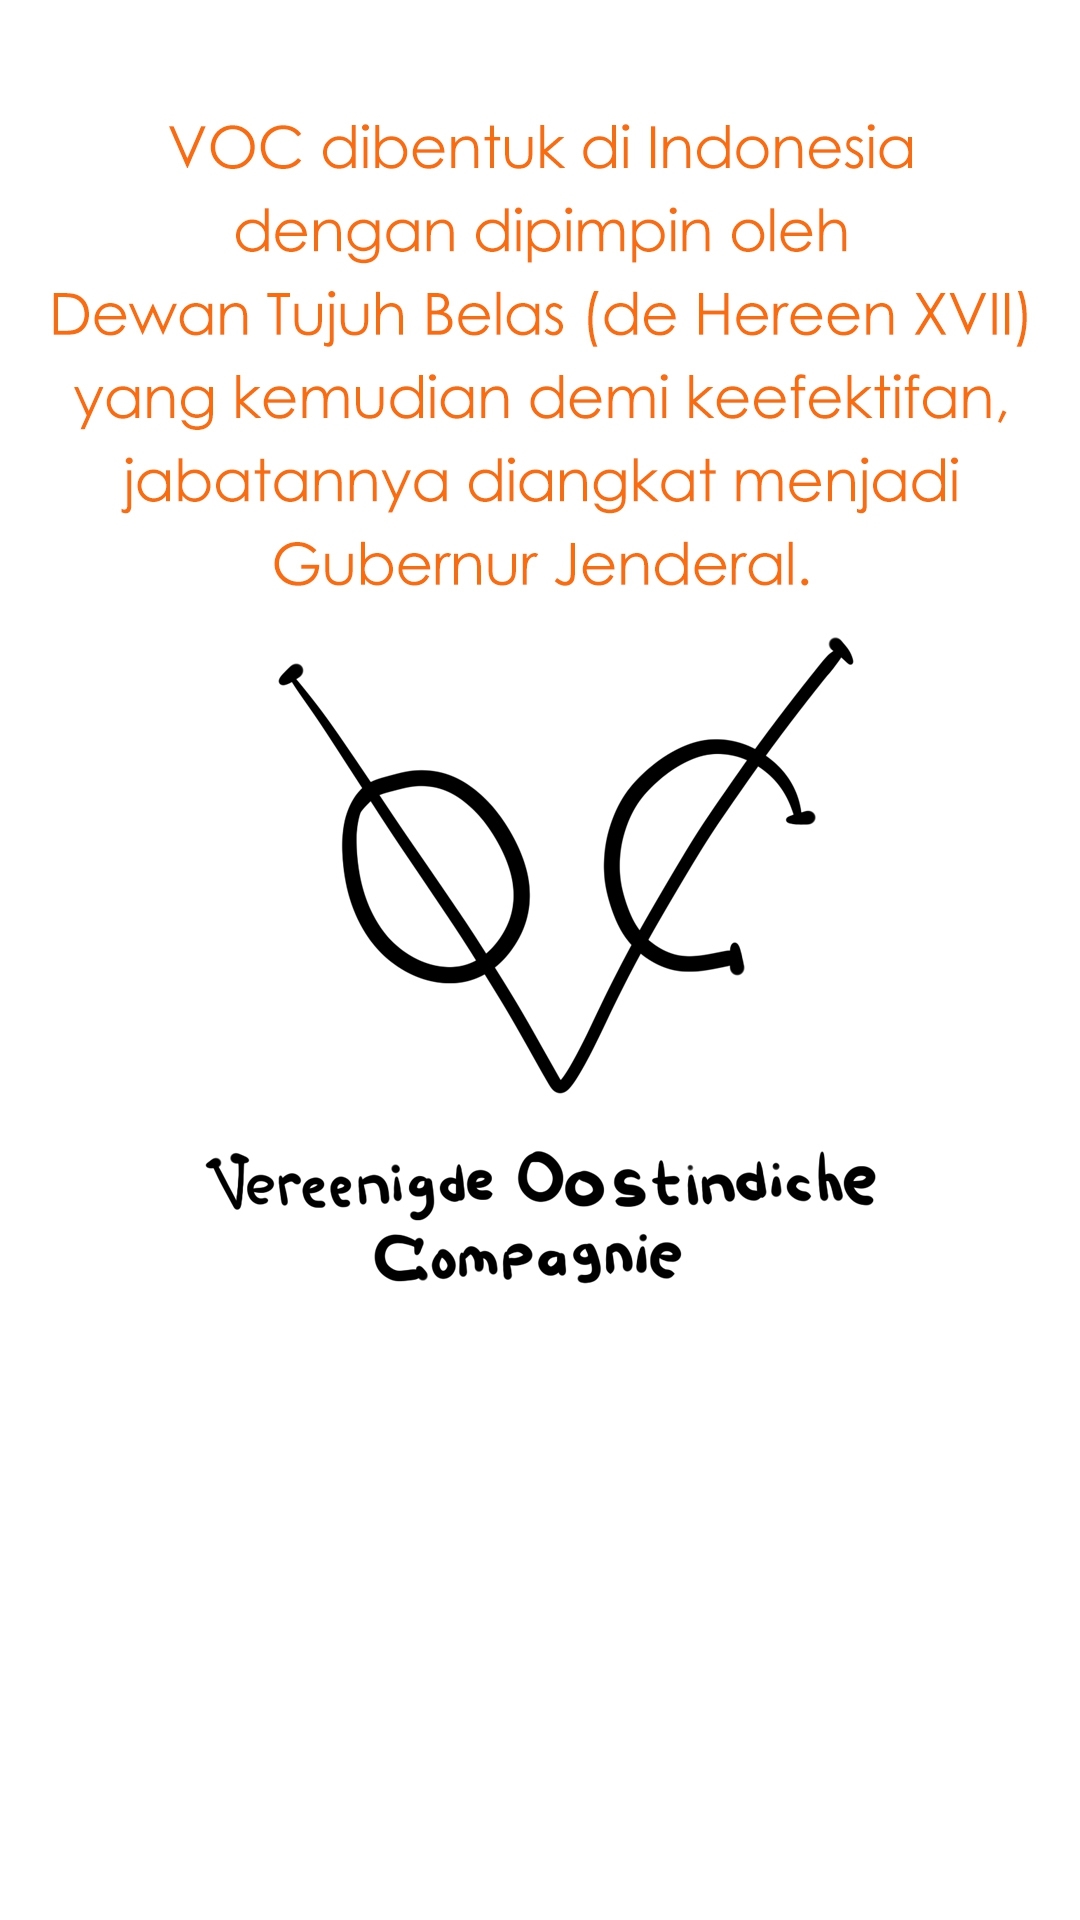 VOC dibentuk di Indonesia
dengan dipimpin oleh
Dewan Tujuh Belas (de Hereen XVII)
yang kemudian demi keefektifan,
jabatannya diangkat menjadi
Gubernur Jenderal.
VOC
Vereenigde Oostindiche
Compagnie